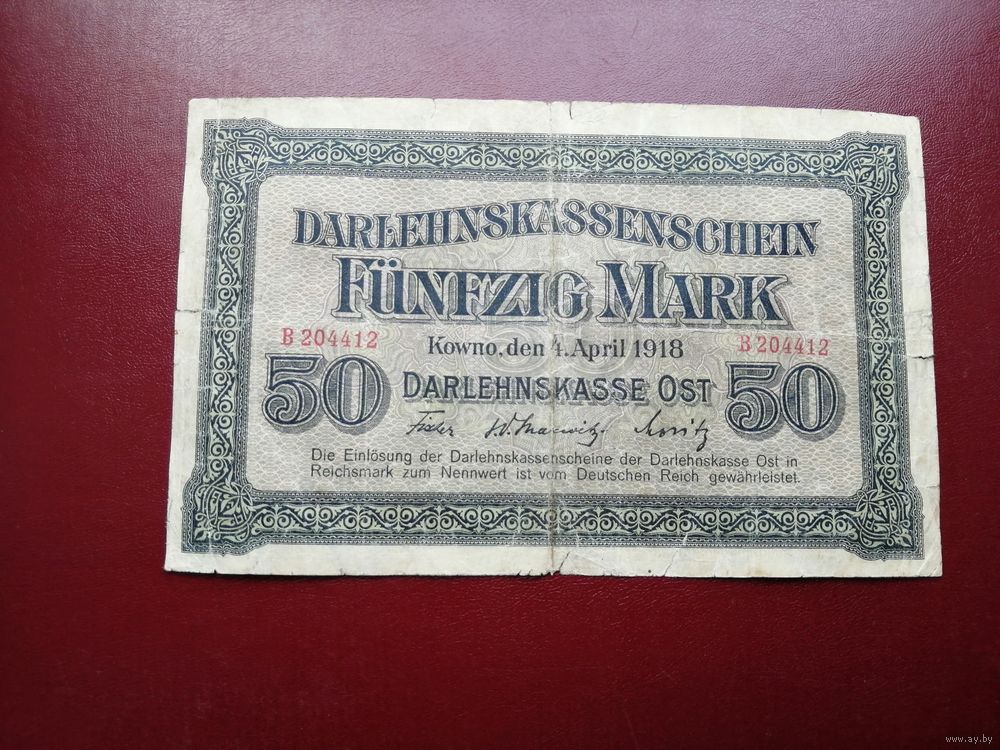 DARLEHNSKASSENSCHEIN
FÜNFZIG MARK
B 204412 B 204412
Kowno, den 4. April 1918
50 DARLEHNSKASSE OST 50
Die Einlösung der Darlehnskassenscheine der Darlehnskasse Ost in
Reichsmark zum Nennwert ist vom Deutschen Reich gewährleistet.
www.ay.by